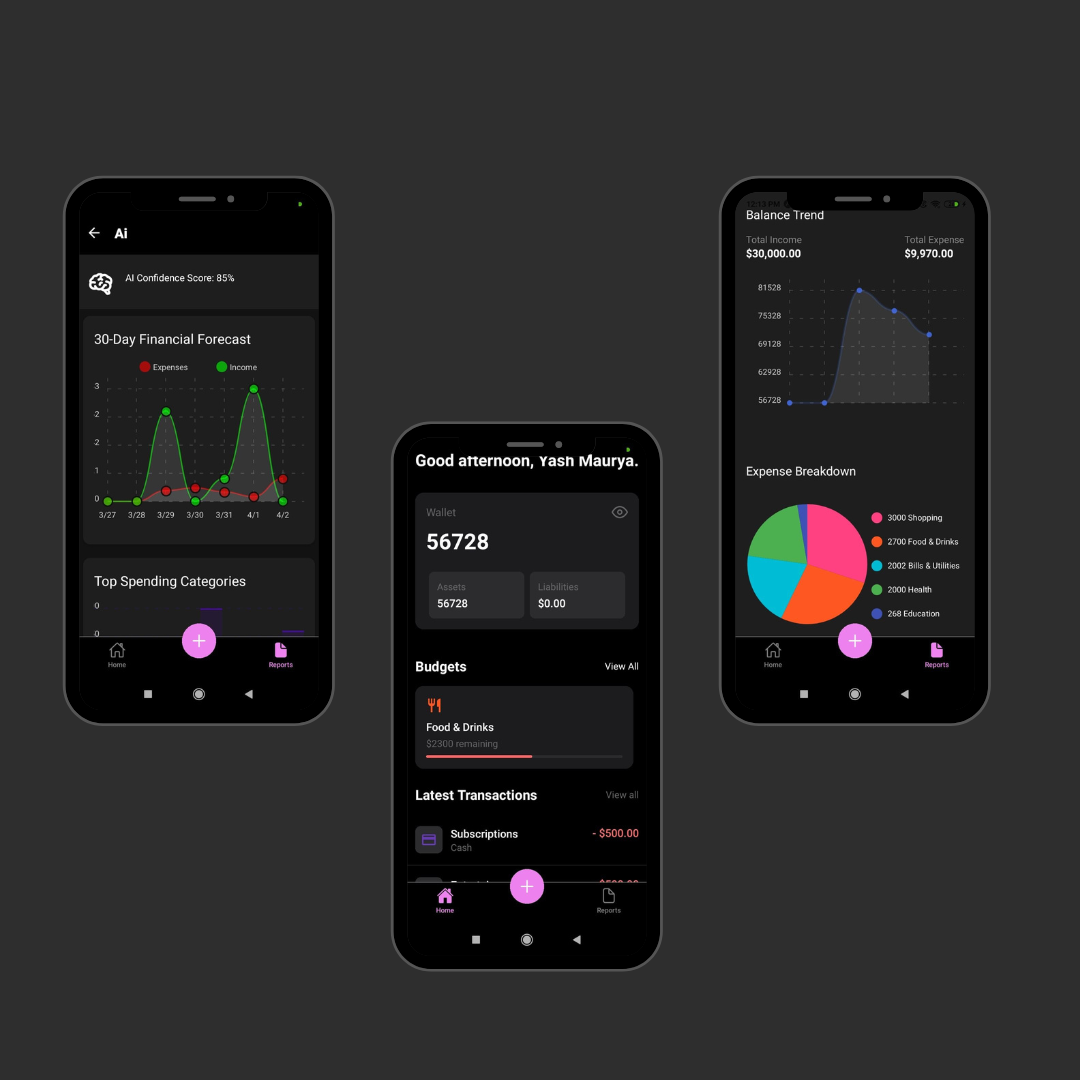 Ai
AI Confidence Score: 85%
30-Day Financial Forecast
Expenses Income
3
2
2
1
0
3/27 3/28 3/29 3/30 3/31 4/1 4/2
Top Spending Categories
0
0
Home
Reports
Good afternoon, Yash Maurya.
Wallet
56728
Assets
56728
Liabilities
$0.00
Budgets View All
Food & Drinks
$2300 remaining
Latest Transactions View all
Subscriptions - $500.00
Cash
Home
Reports
12:13 PM
Balance Trend
Total Income Total Expense
$30,000.00 $9,970.00
81528
75328
69128
62928
56728
Expense Breakdown
3000 Shopping
2700 Food & Drinks
2002 Bills & Utilities
2000 Health
268 Education
Home
Reports